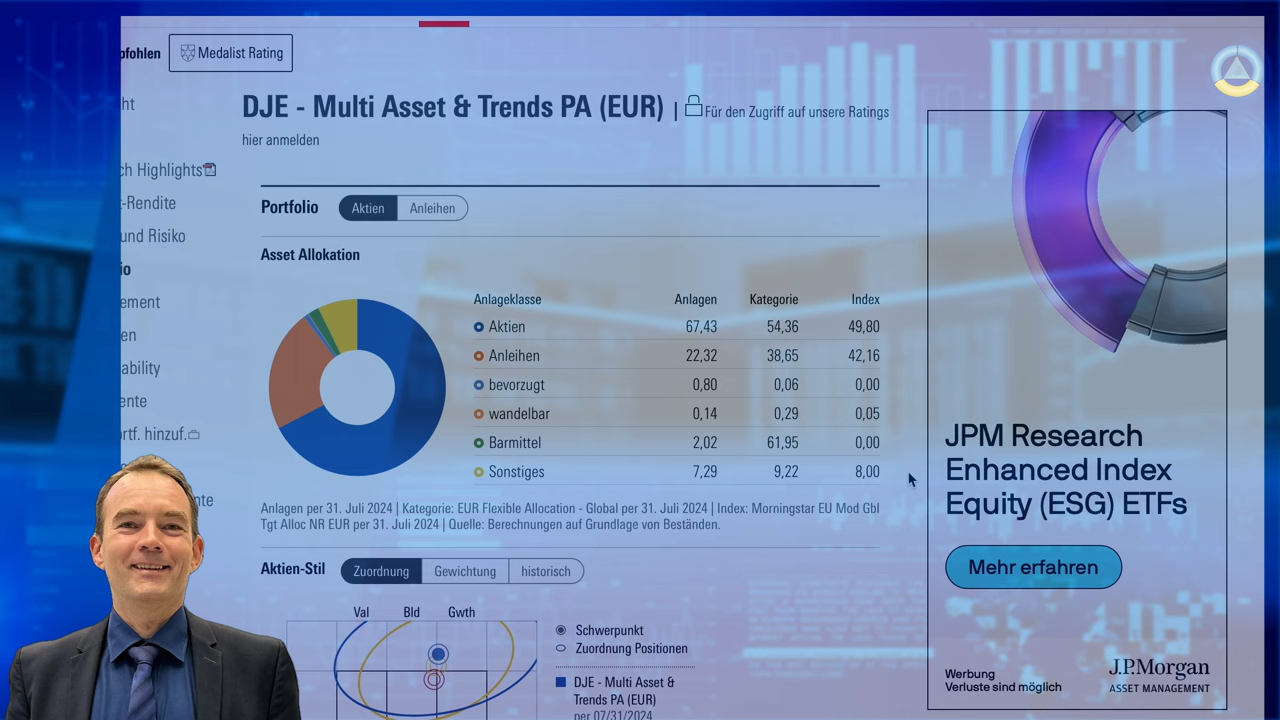 pfohlen
Medalist Rating
ht
ch Highlights
-Rendite
und Risiko
io
ement
en
ability
ente
ortf. hinzuf.
nte
DJE - Multi Asset & Trends PA (EUR) | Für den Zugriff auf unsere Ratings
hier anmelden
Portfolio Aktien Anleihen
Asset Allokation
Anlageklasse Anlagen Kategorie Index
Aktien 67,43 54,36 49,80
Anleihen 22,32 38,65 42,16
bevorzugt 0,80 0,06 0,00
wandelbar 0,14 0,29 0,05
Barmittel 2,02 61,95 0,00
Sonstiges 7,29 9,22 8,00
Anlagen per 31. Juli 2024 | Kategorie: EUR Flexible Allocation - Global per 31. Juli 2024 | Index: Morningstar EU Mod Gbl
Tgt Alloc NR EUR per 31. Juli 2024 | Quelle: Berechnungen auf Grundlage von Beständen.
Aktien-Stil Zuordnung Gewichtung historisch
Val Bld Gwth
Schwerpunkt
Zuordnung Positionen
DJE - Multi Asset &
Trends PA (EUR)
per 07/31/2024
JPM Research
Enhanced Index
Equity (ESG) ETFs
Mehr erfahren
Werbung
Verluste sind möglich
J.P.Morgan
ASSET MANAGEMENT